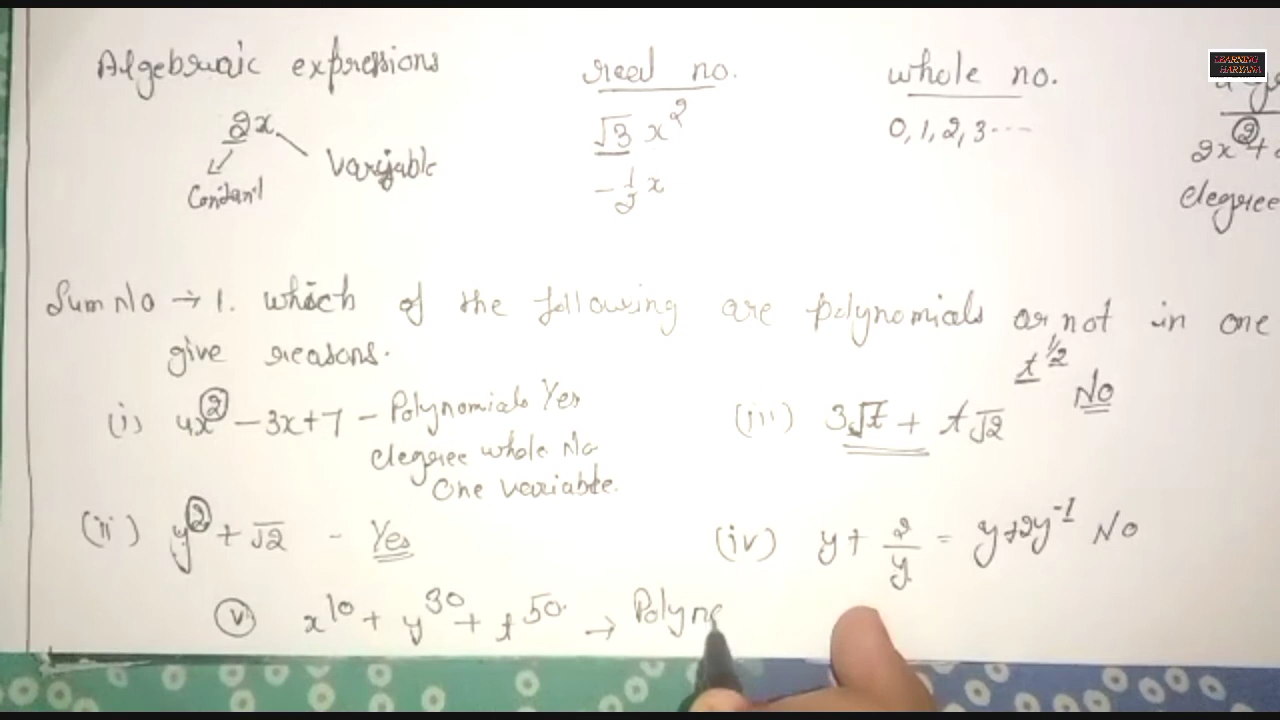 LEARNING
HARYANA
Algebraic expressions
2x
Constant
Variable
real no.
√3 x²
-1/2 x
whole no.
0, 1, 2, 3 ...
2x² +
degree
Sum No → 1. which of the following are polynomials or not in one
give reasons.
(i) 4x² - 3x + 7 - Polynomials Yes
degree whole No
One variable.
(ii) y² + √2 - Yes
(iii) 3√t + t√2
t^1/2
No
(iv) y + 2/y = y+2y⁻¹ No
(v) x¹⁰ + y³⁰ + t⁵⁰ → Polyno